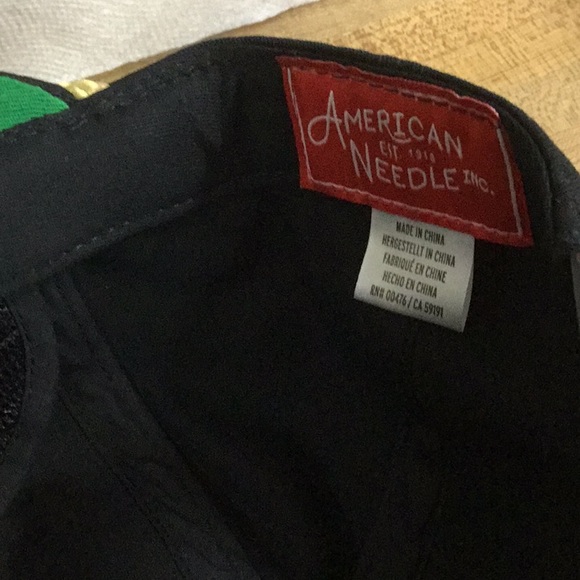 AMERICAN
EST. 1918
NEEDLE INC.
MADE IN CHINA
HERGESTELLT IN CHINA
FABRIQUÉ EN CHINE
HECHO EN CHINA
RN# 00476 / CA 59191